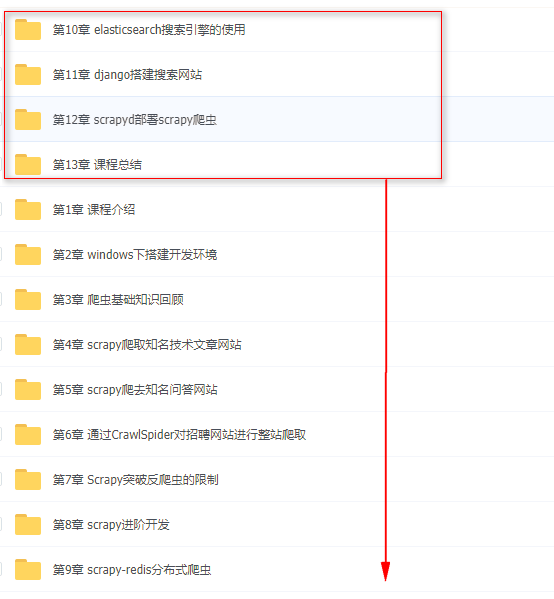 第10章 elasticsearch搜索引擎的使用
第11章 django搭建搜索网站
第12章 scrapyd部署scrapy爬虫
第13章 课程总结
第1章 课程介绍
第2章 windows下搭建开发环境
第3章 爬虫基础知识回顾
第4章 scrapy爬取知名技术文章网站
第5章 scrapy爬去知名问答网站
第6章 通过CrawlSpider对招聘网站进行整站爬取
第7章 Scrapy突破反爬虫的限制
第8章 scrapy进阶开发
第9章 scrapy-redis分布式爬虫